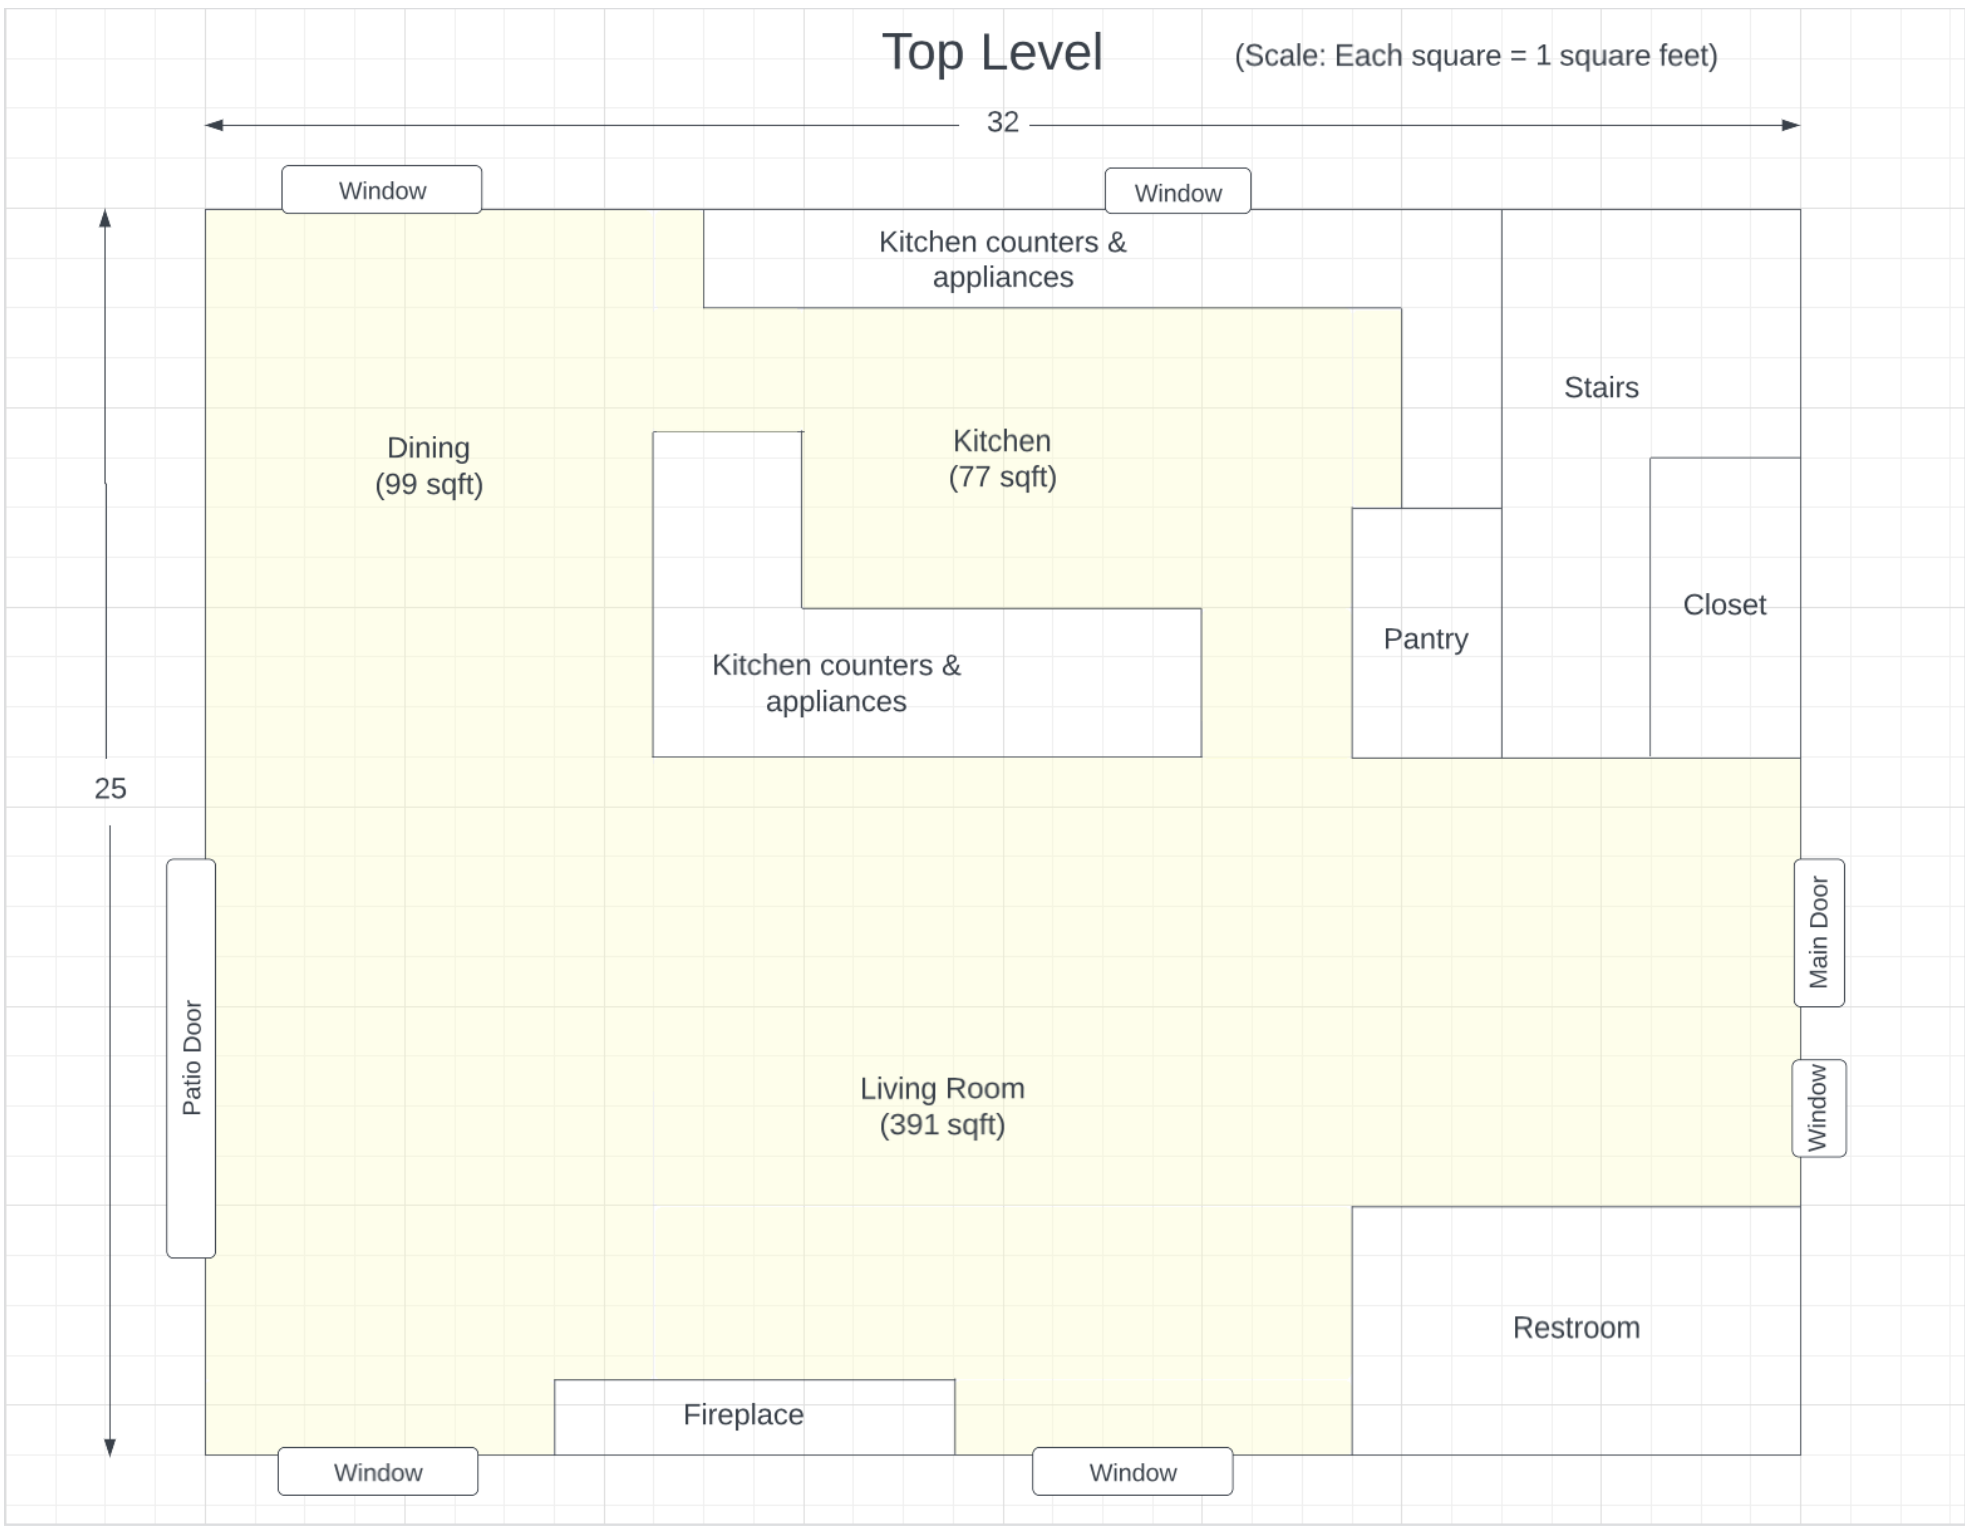 Top Level
(Scale: Each square = 1 square feet)
32
Window
Window
Kitchen counters &
appliances
Stairs
Dining
(99 sqft)
Kitchen
(77 sqft)
Closet
Pantry
Kitchen counters &
appliances
25
Main Door
Patio Door
Living Room
(391 sqft)
Window
Restroom
Fireplace
Window
Window